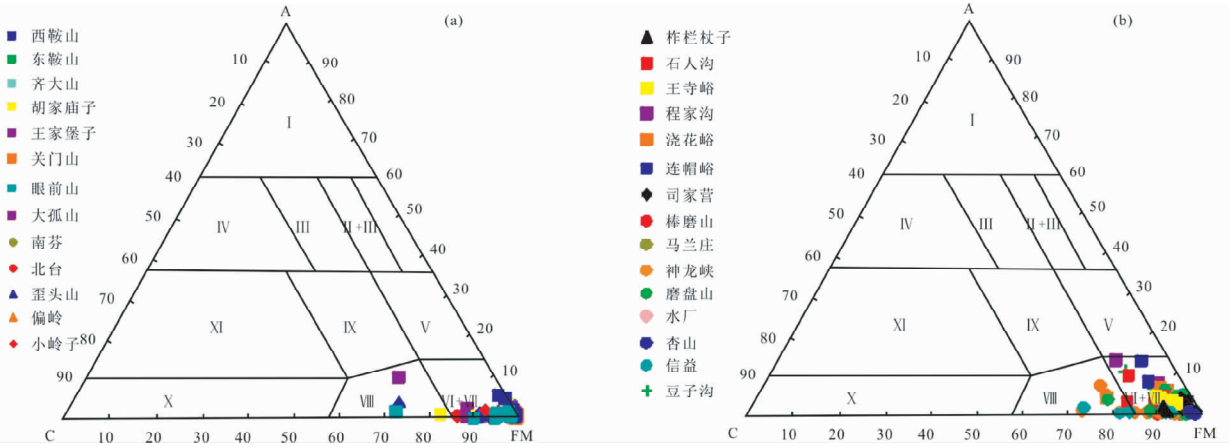 A
(a)
西鞍山
东鞍山
齐大山
胡家庙子
王家堡子
关门山
眼前山
大孤山
南芬
北台
歪头山
偏岭
小岭子
10
20
30
40
50
60
70
80
90
90
80
70
60
50
40
30
20
10
I
IV
III
II+III
XI
IX
V
X
VIII
VI+VII
C
10
20
30
40
50
60
70
80
90
FM
A
(b)
柞栏杖子
石人沟
王寺峪
程家沟
浇花峪
连帽峪
司家营
棒磨山
马兰庄
神龙峡
磨盘山
水厂
杏山
信益
豆子沟
10
20
30
40
50
60
70
80
90
90
80
70
60
50
40
30
20
10
I
IV
III
II+III
XI
IX
V
X
VIII
VI+VII
C
10
20
30
40
50
60
70
80
90
FM